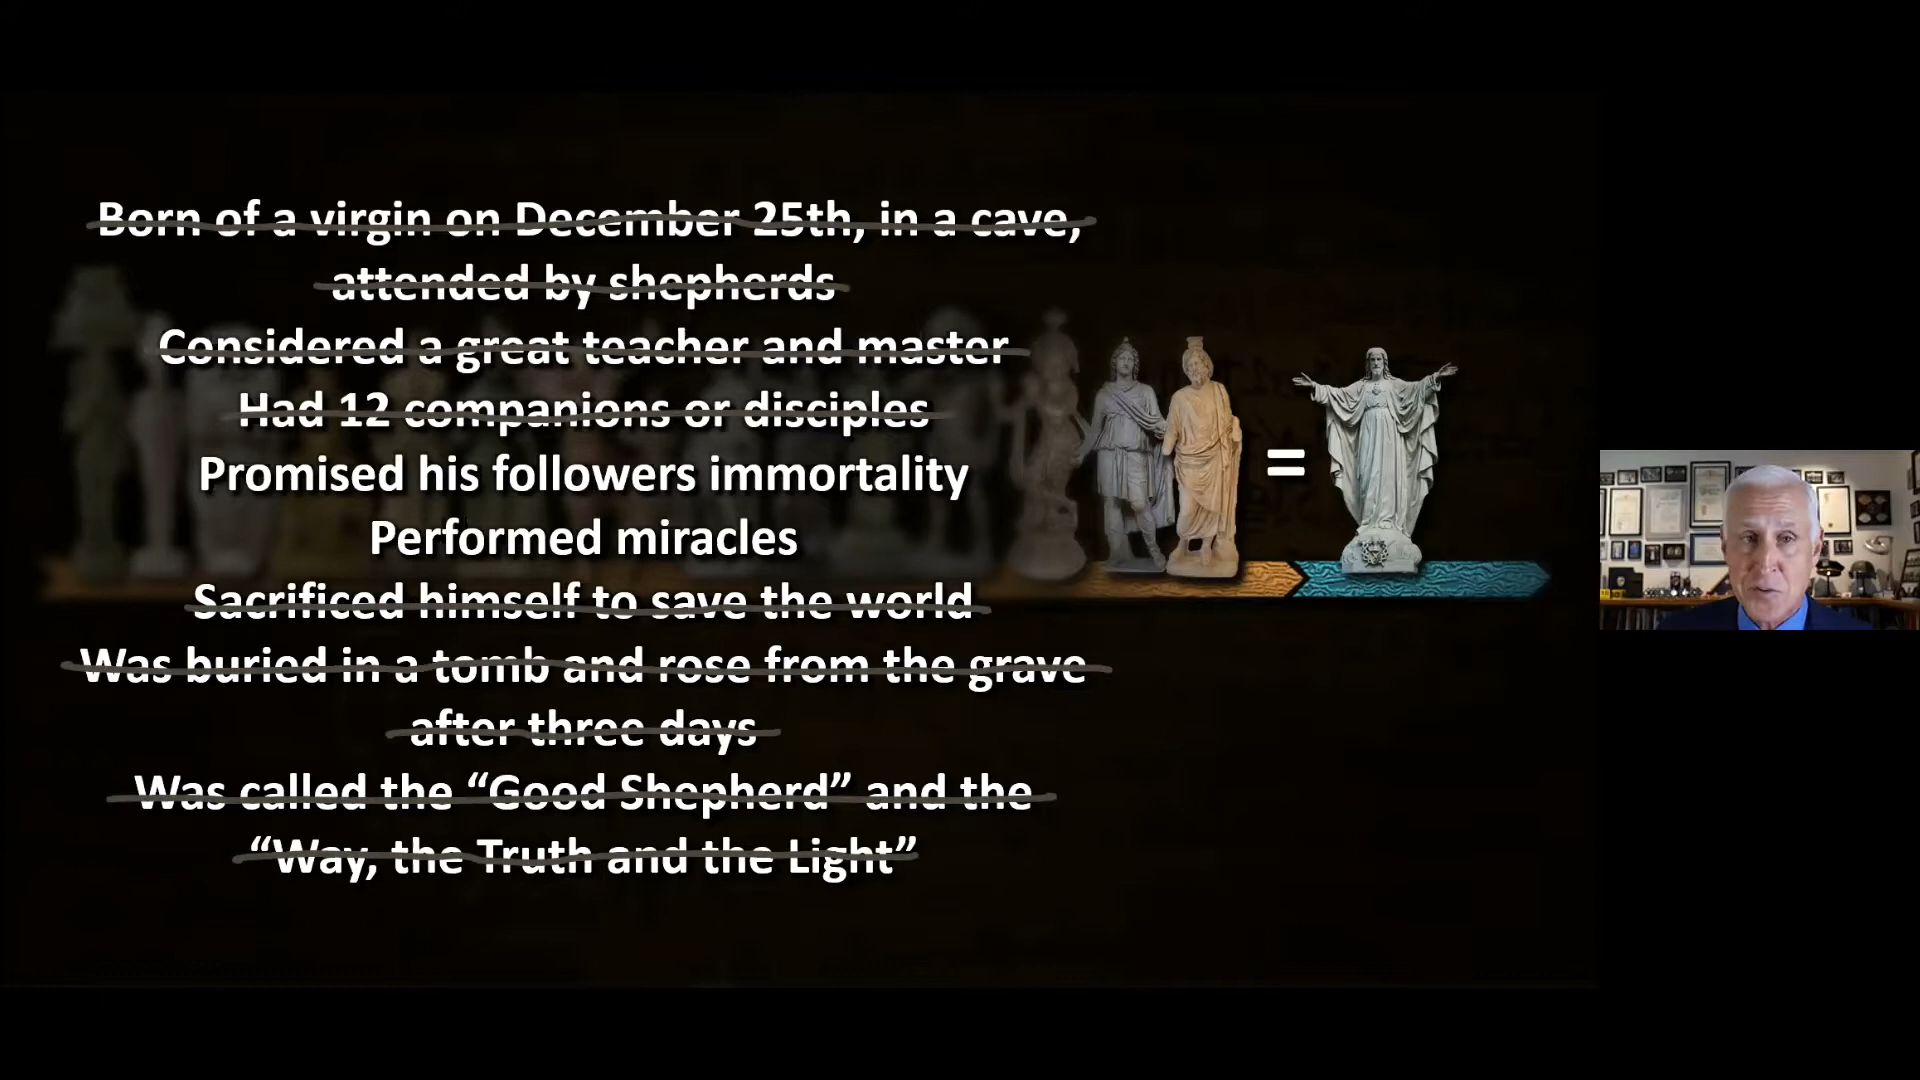 Born of a virgin on December 25th, in a cave,
attended by shepherds
Considered a great teacher and master
Had 12 companions or disciples
Promised his followers immortality
Performed miracles
Sacrificed himself to save the world
Was buried in a tomb and rose from the grave
after three days
Was called the “Good Shepherd” and the
“Way, the Truth and the Light”
=